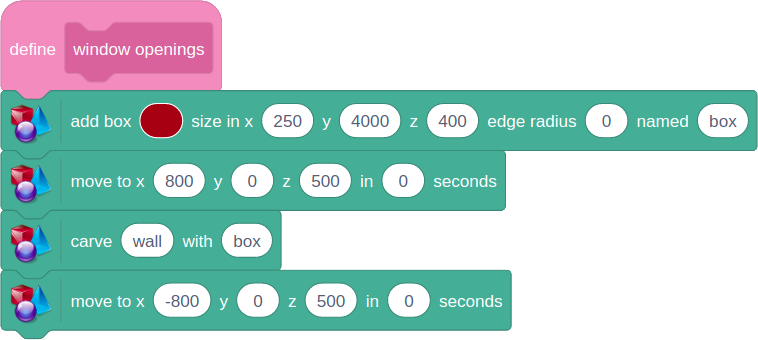 define window openings
add box size in x 250 y 4000 z 400 edge radius 0 named box
move to x 800 y 0 z 500 in 0 seconds
carve wall with box
move to x -800 y 0 z 500 in 0 seconds